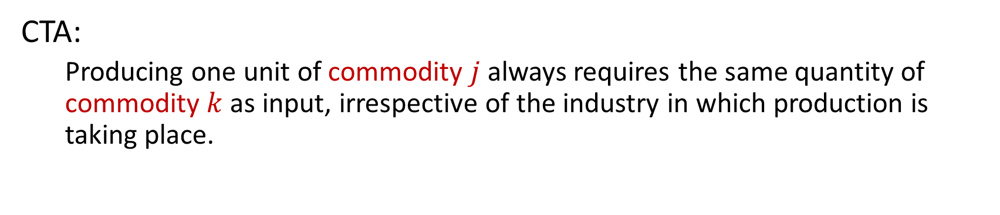 CTA:
Producing one unit of commodity j always requires the same quantity of
commodity k as input, irrespective of the industry in which production is
taking place.